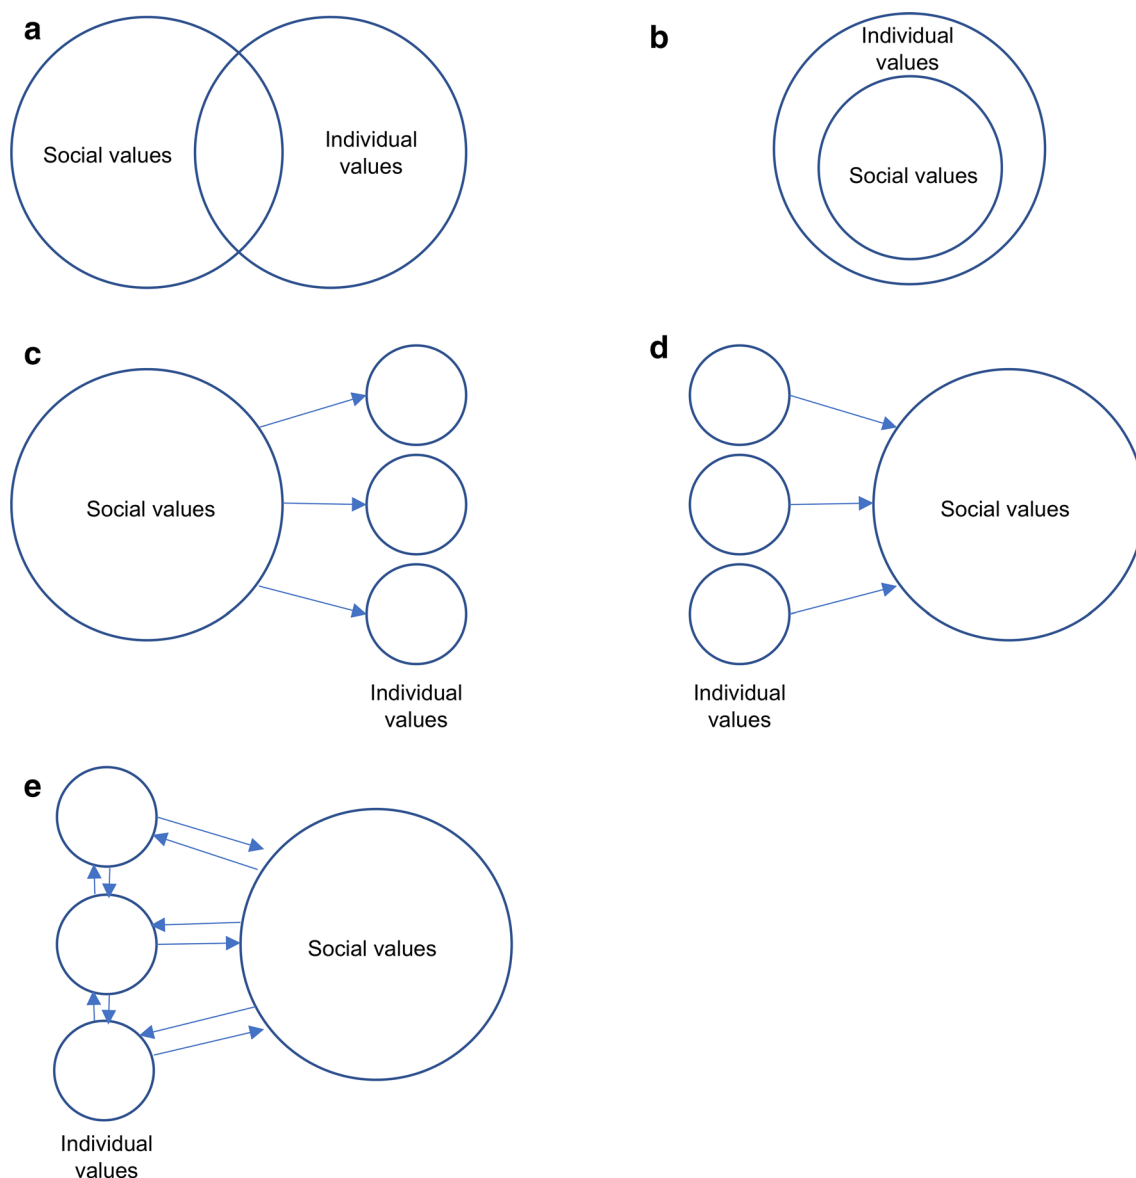 a
Social values
Individual
values
b
Individual
values
Social values
c
Social values
Individual
values
d
Social values
Individual
values
e
Social values
Individual
values